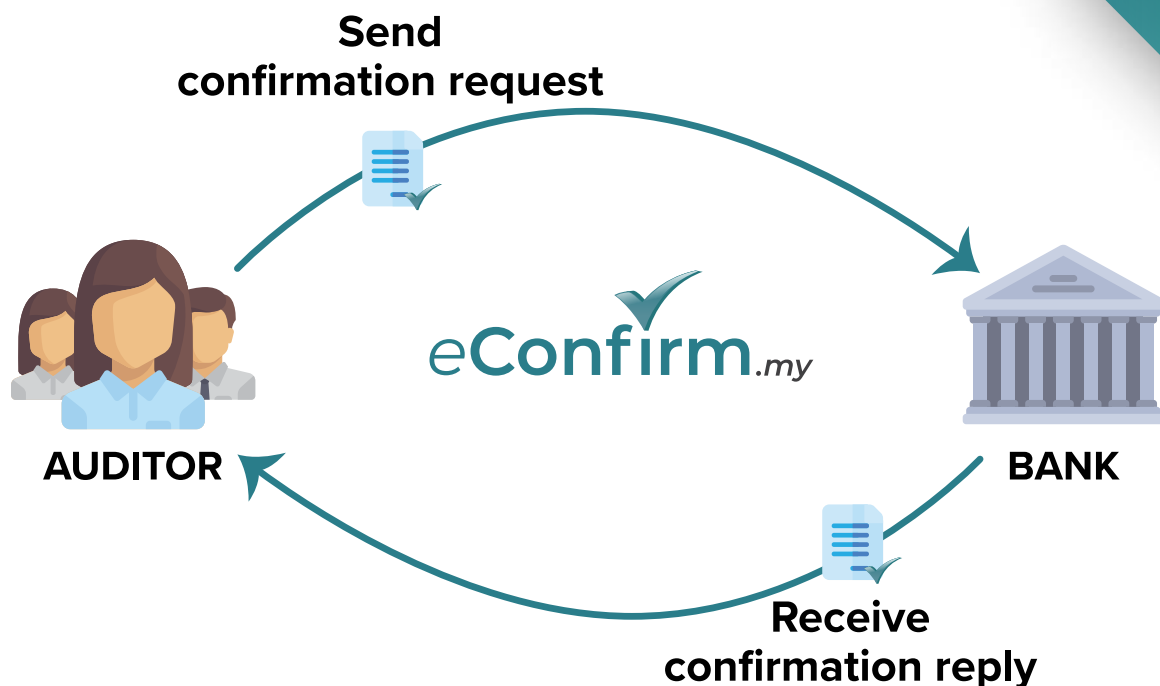 Send
confirmation request
eConfirm.my
AUDITOR
BANK
Receive
confirmation reply